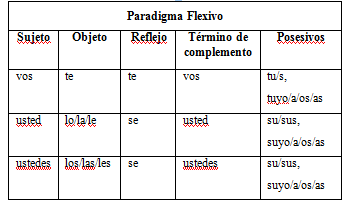 Paradigma Flexivo
Sujeto Objeto Reflejo Término de complemento Posesivos
vos te te vos tu/s,
tuyo/a/os/as
usted lo/la/le se usted su/sus,
suyo/a/os/as
ustedes los/las/les se ustedes su/sus,
suyo/a/os/as